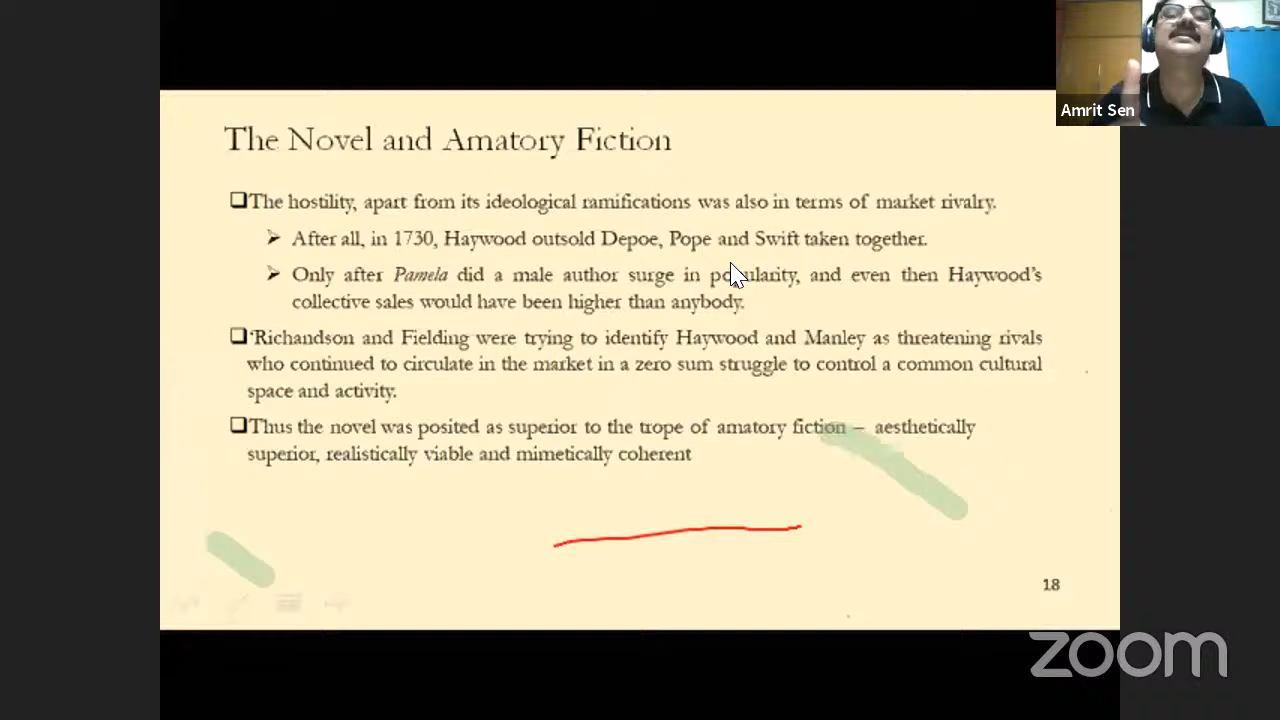 Amrit Sen
The Novel and Amatory Fiction
❑The hostility, apart from its ideological ramifications was also in terms of market rivalry.
➢ After all, in 1730, Haywood outsold Depoe, Pope and Swift taken together.
➢ Only after Pamela did a male author surge in popularity, and even then Haywood's
collective sales would have been higher than anybody.
❑'Richardson and Fielding were trying to identify Haywood and Manley as threatening rivals
who continued to circulate in the market in a zero sum struggle to control a common cultural
space and activity.
❑Thus the novel was posited as superior to the trope of amatory fiction – aesthetically
superior, realistically viable and mimetically coherent
18
zoom